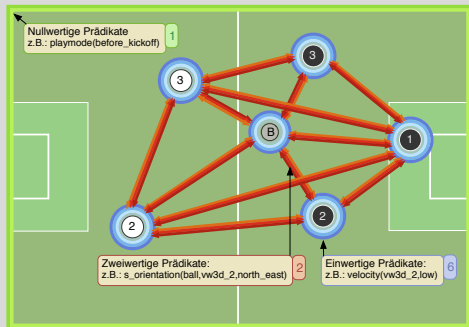 Nullwertige Prädikate
z.B.: playmode(before_kickoff)
1
3
3
B
1
2
2
Zweiwertige Prädikate:
z.B.: s_orientation(ball,vw3d_2,north_east)
2
Einwertige Prädikate:
z.B.: velocity(vw3d_2,low)
6